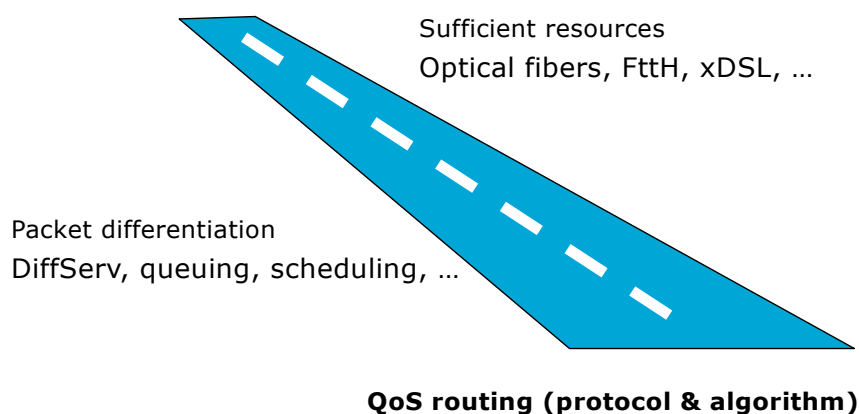 Sufficient resources
Optical fibers, FttH, xDSL, …
Packet differentiation
DiffServ, queuing, scheduling, …
QoS routing (protocol & algorithm)